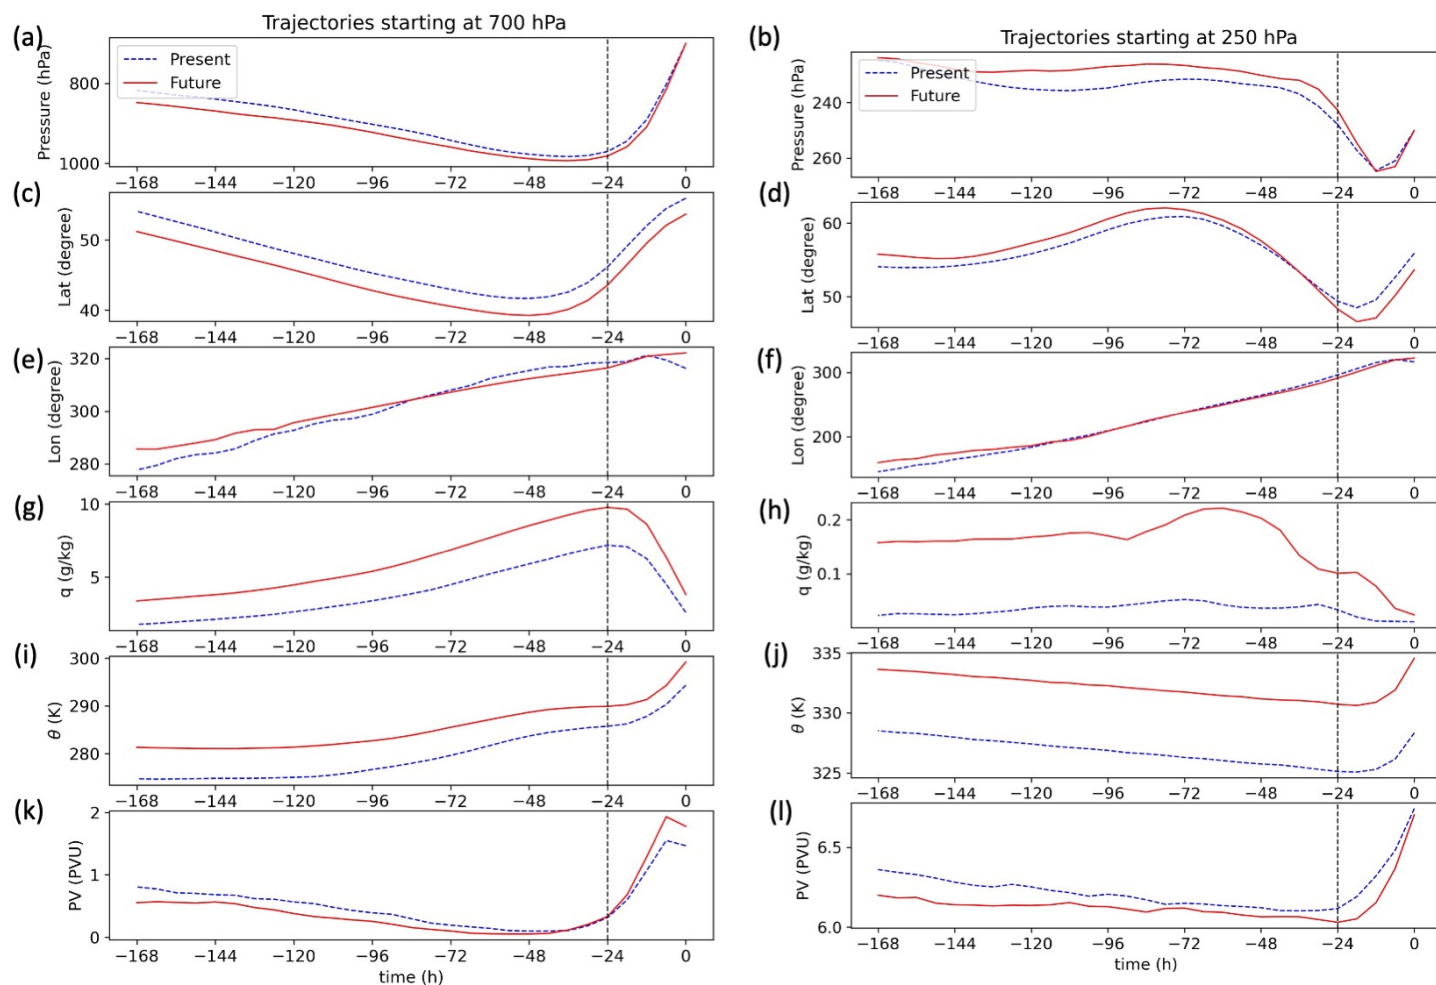 (a)
Trajectories starting at 700 hPa
Pressure (hPa)
800
1000
Present
Future
−168 −144 −120 −96 −72 −48 −24 0
(b)
Trajectories starting at 250 hPa
Pressure (hPa)
240
260
Present
Future
−168 −144 −120 −96 −72 −48 −24 0
(c)
Lat (degree)
50
40
−168 −144 −120 −96 −72 −48 −24 0
(d)
Lat (degree)
60
50
−168 −144 −120 −96 −72 −48 −24 0
(e)
Lon (degree)
320
300
280
−168 −144 −120 −96 −72 −48 −24 0
(f)
Lon (degree)
300
200
−168 −144 −120 −96 −72 −48 −24 0
(g)
q (g/kg)
10
5
−168 −144 −120 −96 −72 −48 −24 0
(h)
q (g/kg)
0.2
0.1
−168 −144 −120 −96 −72 −48 −24 0
(i)
θ (K)
300
290
280
−168 −144 −120 −96 −72 −48 −24 0
(j)
θ (K)
335
330
325
−168 −144 −120 −96 −72 −48 −24 0
(k)
PV (PVU)
2
1
0
−168 −144 −120 −96 −72 −48 −24 0
time (h)
(l)
PV (PVU)
6.5
6.0
−168 −144 −120 −96 −72 −48 −24 0
time (h)